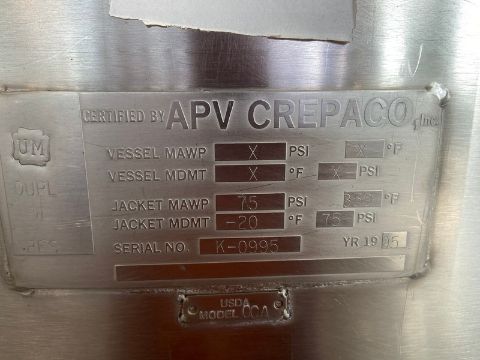 CERTIFIED BY APV CREPACO, Inc.
UM
VESSEL MAWP X PSI X °F
VESSEL MDMT X °F X PSI
JACKET MAWP 75 PSI °F
JACKET MDMT -20 °F 75 PSI
SERIAL NO. K-0995 YR 19
USDA
MODEL